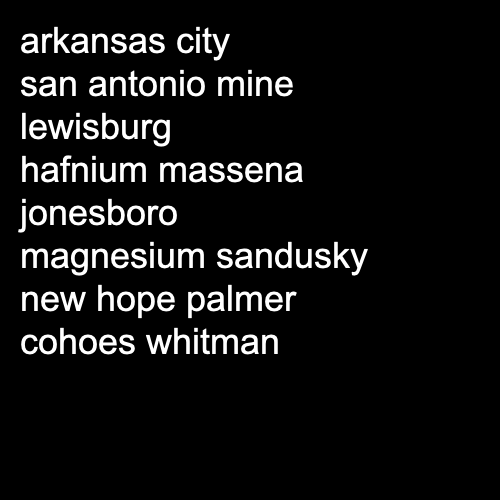 arkansas city
san antonio mine
lewisburg
hafnium massena
jonesboro
magnesium sandusky
new hope palmer
cohoes whitman